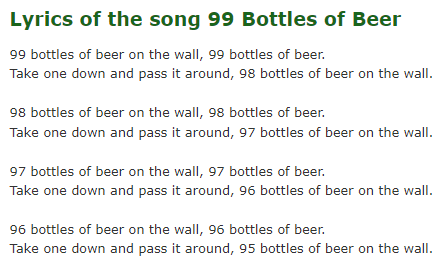 Lyrics of the song 99 Bottles of Beer
99 bottles of beer on the wall, 99 bottles of beer.
Take one down and pass it around, 98 bottles of beer on the wall.
98 bottles of beer on the wall, 98 bottles of beer.
Take one down and pass it around, 97 bottles of beer on the wall.
97 bottles of beer on the wall, 97 bottles of beer.
Take one down and pass it around, 96 bottles of beer on the wall.
96 bottles of beer on the wall, 96 bottles of beer.
Take one down and pass it around, 95 bottles of beer on the wall.